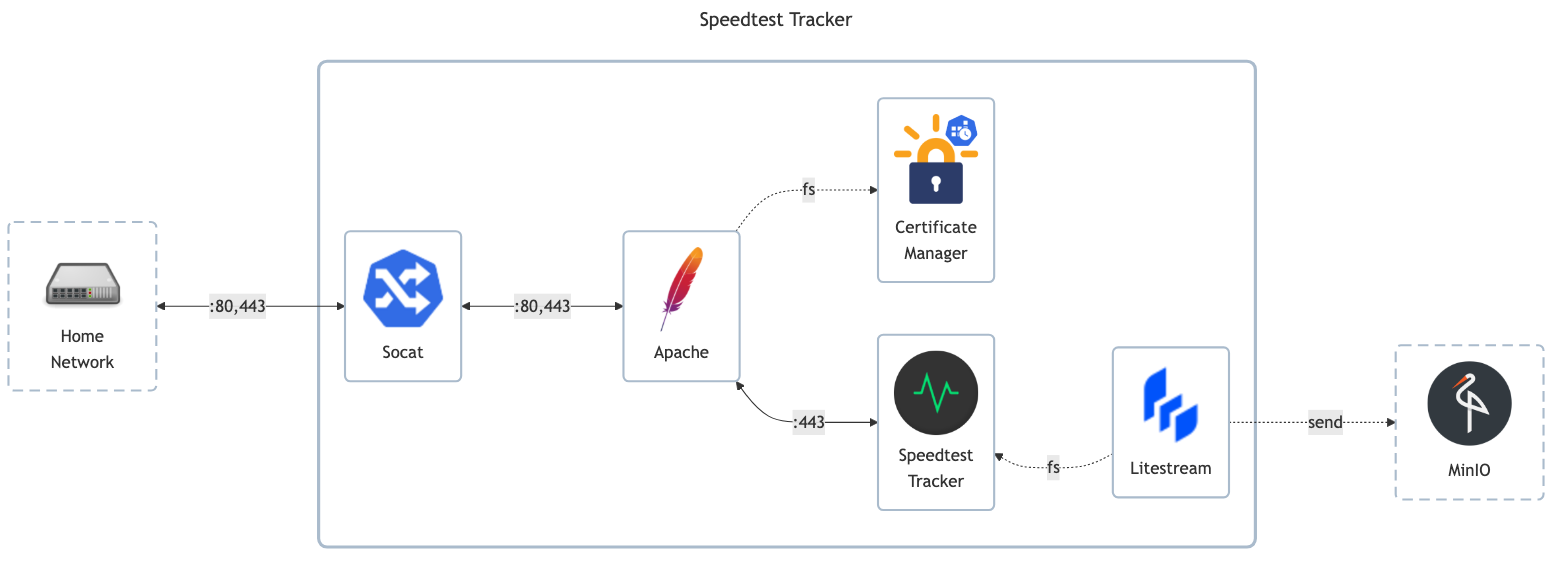 Speedtest Tracker
Home
Network
:80,443
Socat
:80,443
Apache
fs
Certificate
Manager
:443
Speedtest
Tracker
fs
Litestream
send
MinIO